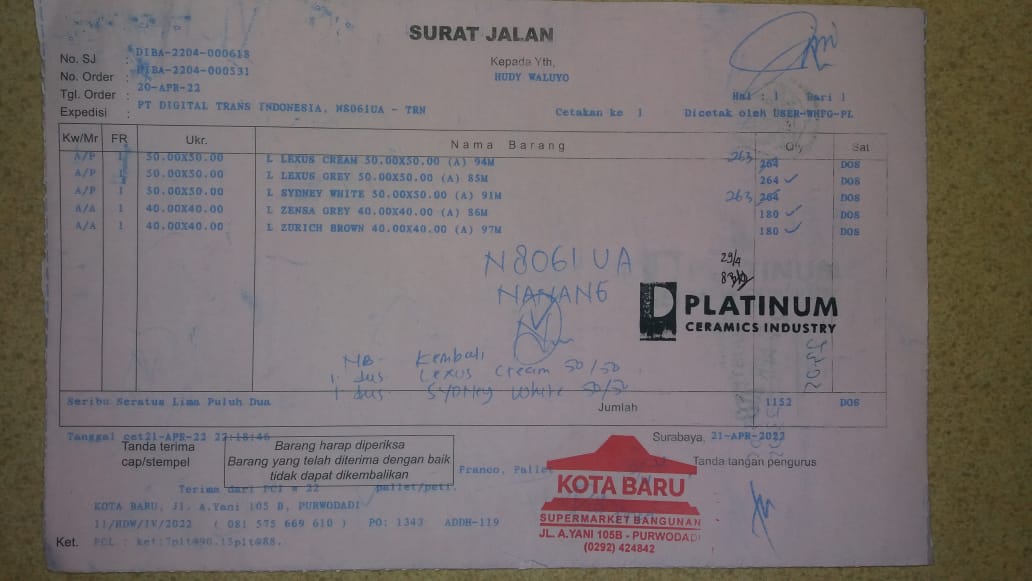 SURAT JALAN
No. SJ : DIBA-2204-000618
No. Order : DIBA-2204-000531
Tgl. Order : 20-APR-22
Expedisi : PT DIGITAL TRANS INDONESIA, N8061UA - TRN
Kepada Yth,
HUDY WALUYO
Hal : 1 Dari 1
Cetakan ke 1 Dicetak oleh USER-WHPG-PL
Kw/Mr FR Ukr. Nama Barang Qty Sat
A/P 1 50.00X50.00 L LEXUS CREAM 50.00X50.00 (A) 94M 263 264 DOS
A/P 1 50.00X50.00 L LEXUS GREY 50.00X50.00 (A) 85M 264 DOS
A/P 1 50.00X50.00 L SYDNEY WHITE 50.00X50.00 (A) 91M 263 264 DOS
A/A 1 40.00X40.00 L ZENSA GREY 40.00X40.00 (A) 86M 180 DOS
A/A 1 40.00X40.00 L ZURICH BROWN 40.00X40.00 (A) 97M 180 DOS
N8061UA
NANANG
29/4
PLATINUM
CERAMICS INDUSTRY
NB- Kembali
1 dus Lexus Cream 50/50
1 dus Sydney White 50/50
Seribu Seratus Lima Puluh Dua
Jumlah 1152 DOS
Tanggal cet21-APR-22 22:18:46
Surabaya, 21-APR-2022
Tanda terima
cap/stempel
Barang harap diperiksa
Barang yang telah diterima dengan baik
tidak dapat dikembalikan
Tanda tangan pengurus
Franco, Pallet
Terima dari PCI = 22 pallet/peti.
KOTA BARU, Jl. A.Yani 105 B, PURWODADI
11/HDW/IV/2022 ( 081 575 669 610 ) PO: 1343 ADDH-119
Ket. PCL : ket:7plt@90.15plt@88.
KOTA BARU
SUPERMARKET BANGUNAN
JL. A.YANI 105B - PURWODADI
(0292) 424842